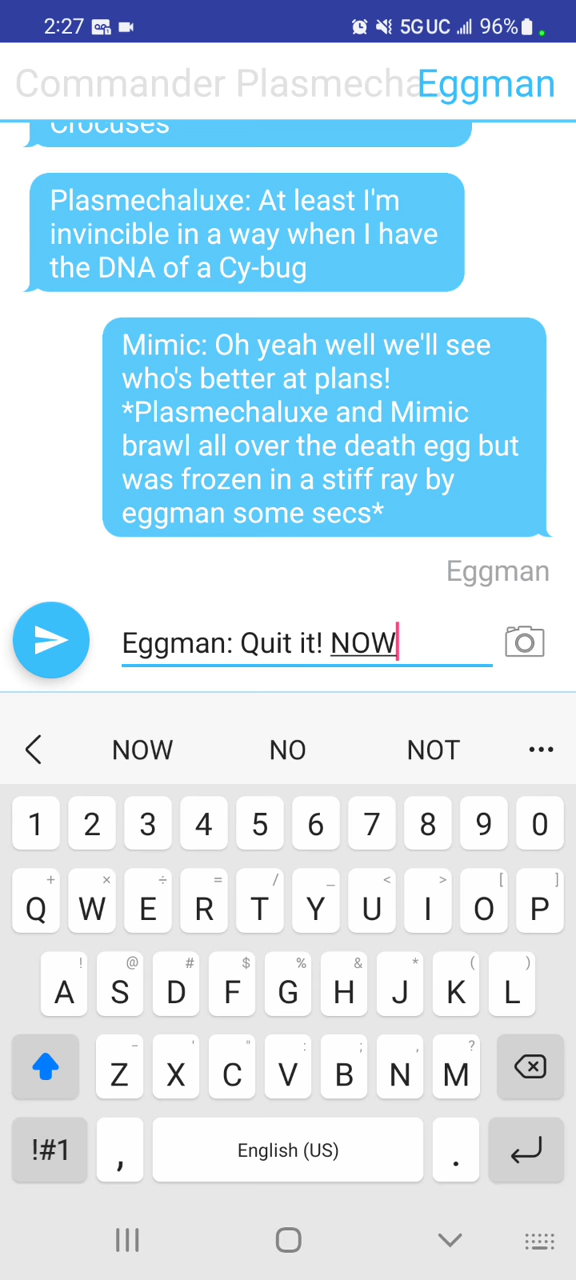 2:27 5G UC 96%
Commander Plasmecha Eggman
Crocuses
Plasmechaluxe: At least I'm
invincible in a way when I have
the DNA of a Cy-bug
Mimic: Oh yeah well we'll see
who's better at plans!
*Plasmechaluxe and Mimic
brawl all over the death egg but
was frozen in a stiff ray by
eggman some secs*
Eggman
Eggman: Quit it! NOW
NOW NO NOT
1 2 3 4 5 6 7 8 9 0
+ × ÷ = / _ < > [ ]
Q W E R T Y U I O P
! @ # $ % & * ( )
A S D F G H J K L
- ' " : ; , ?
Z X C V B N M
!#1 , English (US) .